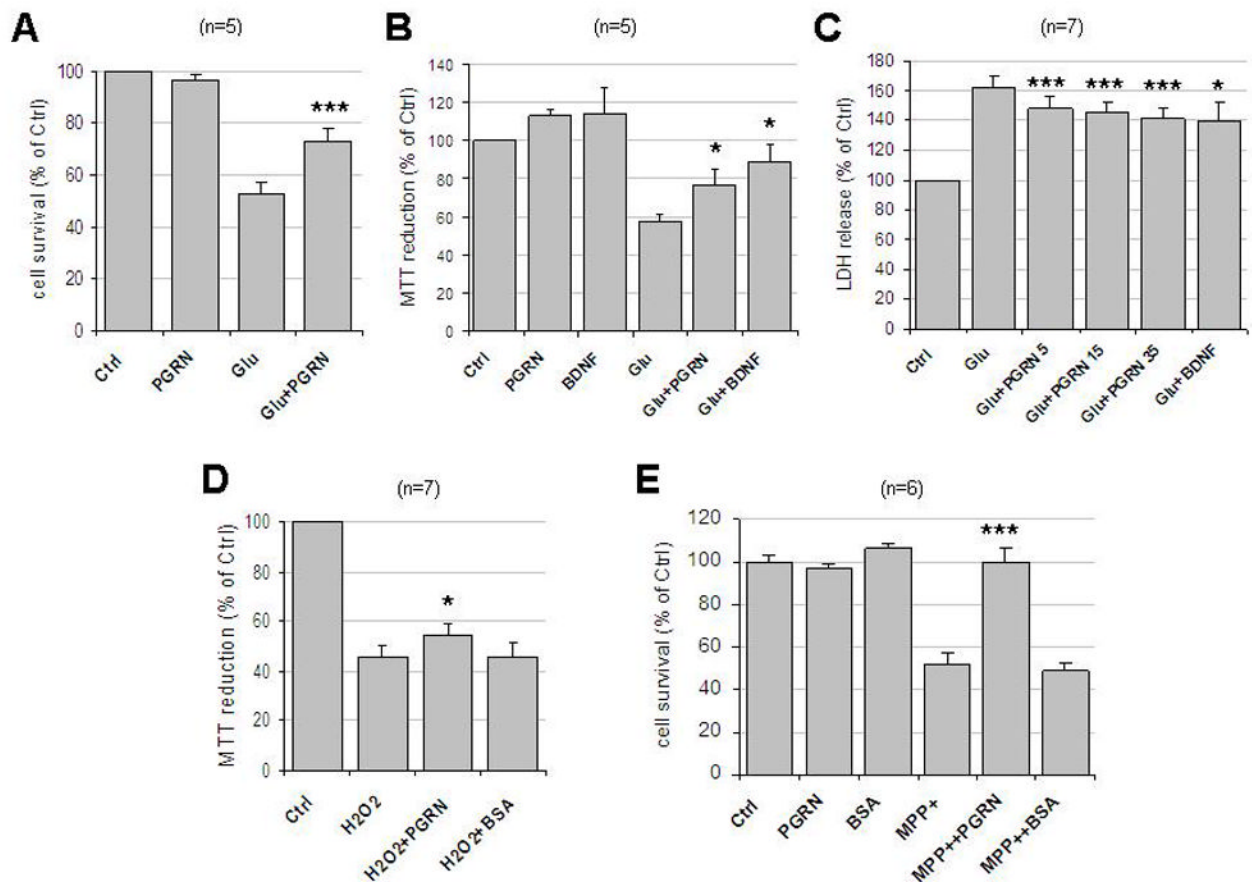 A
(n=5)
cell survival (% of Ctrl)
100
80
60
40
20
0
***
Ctrl
PGRN
Glu
Glu+PGRN
B
(n=5)
MTT reduction (% of Ctrl)
140
120
100
80
60
40
20
0
*
*
Ctrl
PGRN
BDNF
Glu
Glu+PGRN
Glu+BDNF
C
(n=7)
LDH release (% of Ctrl)
180
160
140
120
100
80
60
40
20
0
***
***
***
*
Ctrl
Glu
Glu+PGRN 5
Glu+PGRN 15
Glu+PGRN 35
Glu+BDNF
D
(n=7)
MTT reduction (% of Ctrl)
100
80
60
40
20
0
*
Ctrl
H2O2
H2O2+PGRN
H2O2+BSA
E
(n=6)
cell survival (% of Ctrl)
120
100
80
60
40
20
0
***
Ctrl
PGRN
BSA
MPP+
MPP++PGRN
MPP++BSA